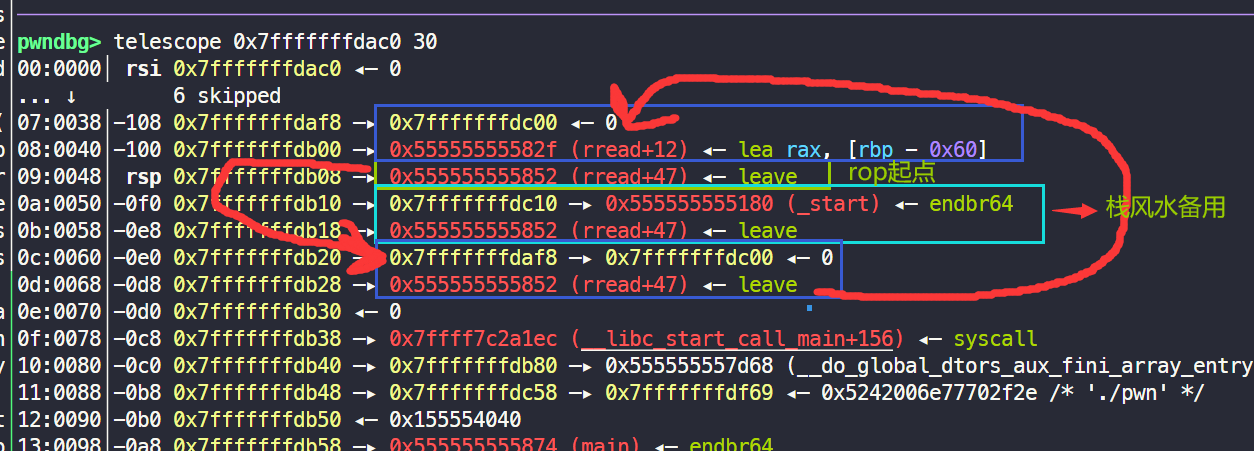 s
pwndbg> telescope 0x7fffffffdac0 30
00:0000│ rsi 0x7fffffffdac0 ◂— 0
... ↓ 6 skipped
07:0038│-108 0x7fffffffdaf8 —▸ 0x7fffffffdc00 ◂— 0
08:0040│-100 0x7fffffffdb00 —▸ 0x55555555582f (rread+12) ◂— lea rax, [rbp - 0x60]
09:0048│ rsp 0x7fffffffdb08 —▸ 0x555555555852 (rread+47) ◂— leave rop起点
0a:0050│-0f0 0x7fffffffdb10 —▸ 0x7fffffffdc10 —▸ 0x555555555180 (_start) ◂— endbr64
0b:0058│-0e8 0x7fffffffdb18 —▸ 0x555555555852 (rread+47) ◂— leave 栈风水备用
0c:0060│-0e0 0x7fffffffdb20 —▸ 0x7fffffffdaf8 —▸ 0x7fffffffdc00 ◂— 0
0d:0068│-0d8 0x7fffffffdb28 —▸ 0x555555555852 (rread+47) ◂— leave
0e:0070│-0d0 0x7fffffffdb30 ◂— 0
0f:0078│-0c8 0x7fffffffdb38 —▸ 0x7ffff7c2a1ec (__libc_start_call_main+156) ◂— syscall
10:0080│-0c0 0x7fffffffdb40 —▸ 0x7fffffffdb80 —▸ 0x555555557d68 (__do_global_dtors_aux_fini_array_entry
11:0088│-0b8 0x7fffffffdb48 —▸ 0x7fffffffdc58 —▸ 0x7fffffffdf69 ◂— 0x5242006e77702f2e /* './pwn' */
12:0090│-0b0 0x7fffffffdb50 ◂— 0x155554040
13:0098│-0a8 0x7fffffffdb58 —▸ 0x555555555874 (main) ◂— endbr64